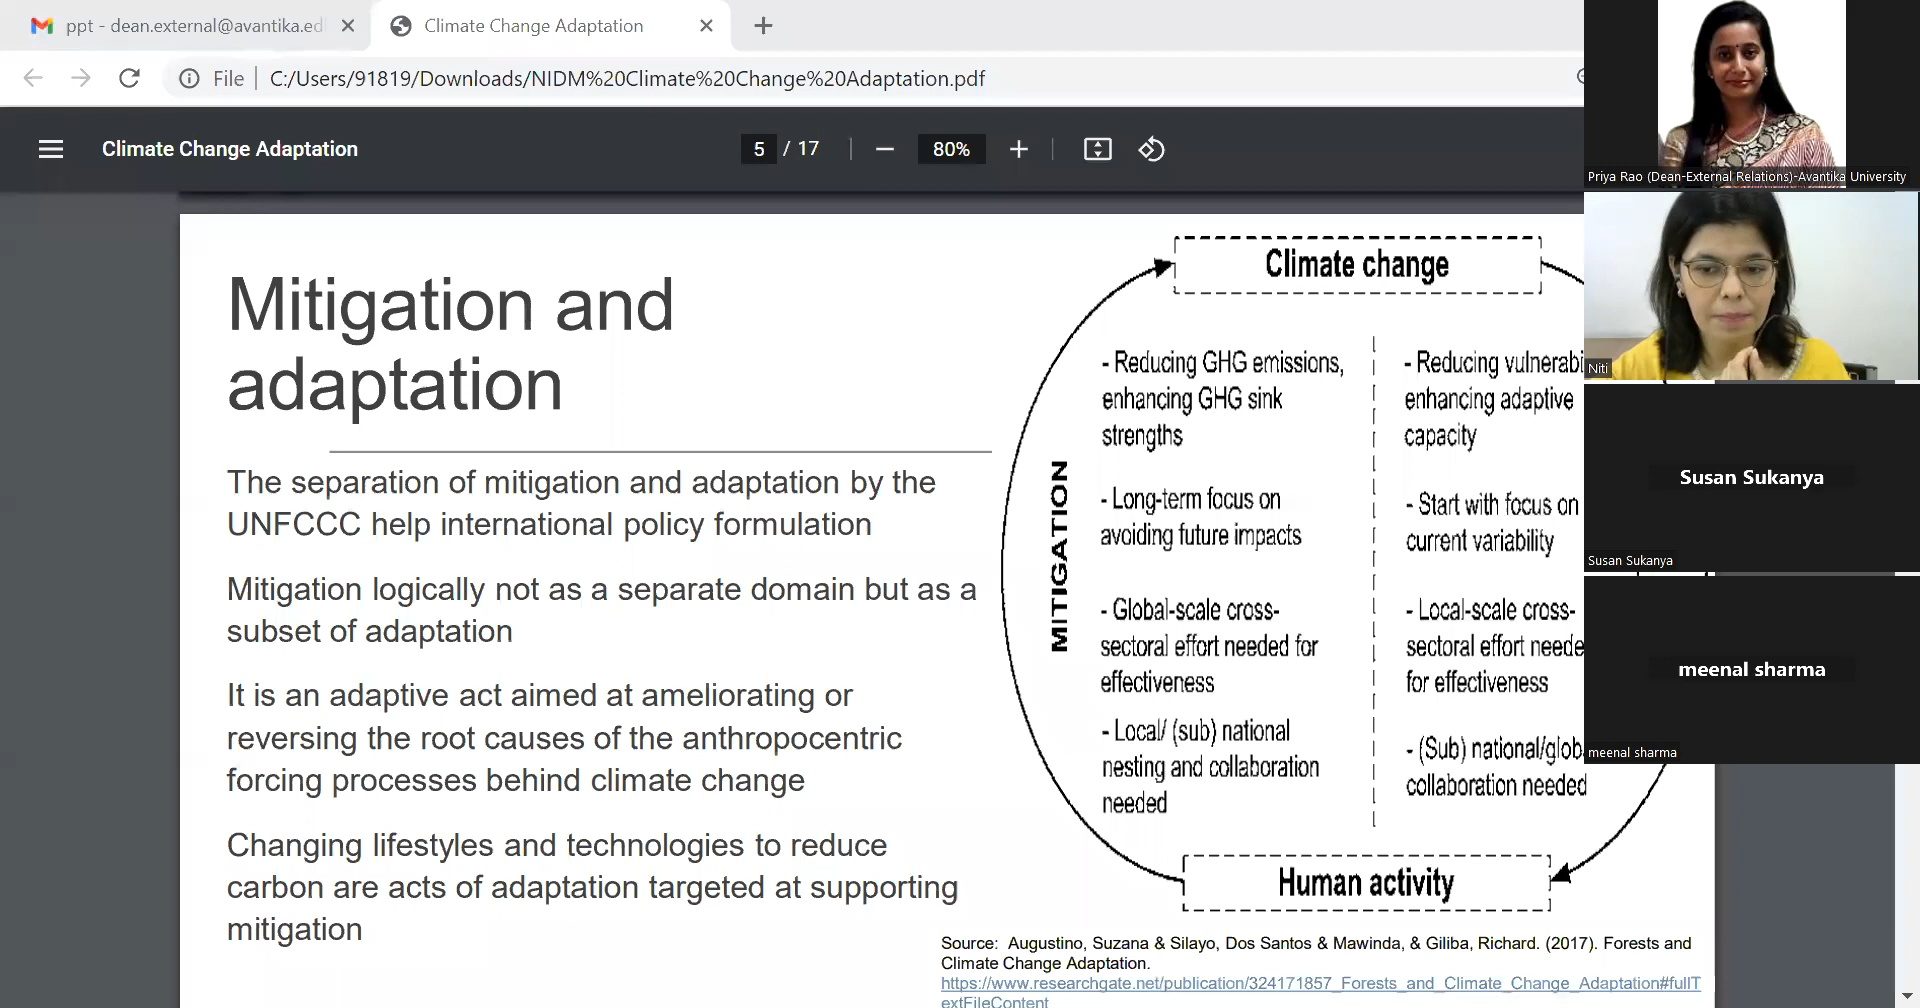 ppt - dean.external@avantika.ed
Climate Change Adaptation
File
C:/Users/91819/Downloads/NIDM%20Climate%20Change%20Adaptation.pdf
Climate Change Adaptation
5 / 17
80%
Mitigation and
adaptation
The separation of mitigation and adaptation by the
UNFCCC help international policy formulation
Mitigation logically not as a separate domain but as a
subset of adaptation
It is an adaptive act aimed at ameliorating or
reversing the root causes of the anthropocentric
forcing processes behind climate change
Changing lifestyles and technologies to reduce
carbon are acts of adaptation targeted at supporting
mitigation
Climate change
MITIGATION
- Reducing GHG emissions,
enhancing GHG sink
strengths
- Long-term focus on
avoiding future impacts
- Global-scale cross-
sectoral effort needed for
effectiveness
- Local/ (sub) national
nesting and collaboration
needed
- Reducing vulnerabi
enhancing adaptive
capacity
- Start with focus on
current variability
- Local-scale cross-
sectoral effort neede
for effectiveness
- (Sub) national/glob
collaboration needed
Human activity
Source: Augustino, Suzana & Silayo, Dos Santos & Mawinda, & Giliba, Richard. (2017). Forests and
Climate Change Adaptation.
https://www.researchgate.net/publication/324171857_Forests_and_Climate_Change_Adaptation#fullT
extFileContent
Priya Rao (Dean-External Relations)-Avantika University
Niti
Susan Sukanya
Susan Sukanya
meenal sharma
meenal sharma